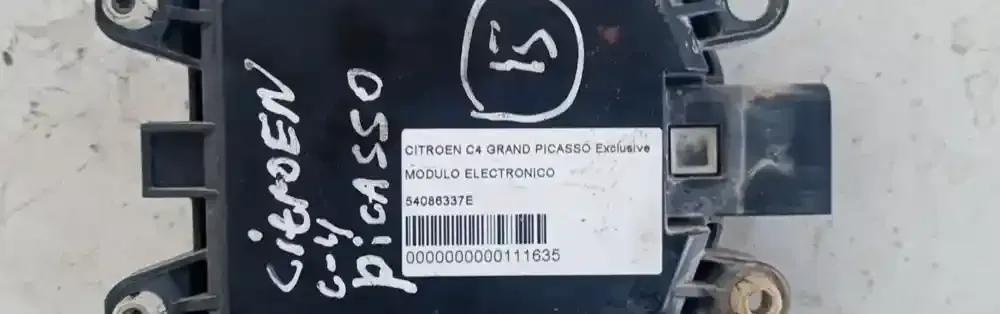 CITROEN
C-4
PICASSO
15
CITROEN C4 GRAND PICASSO Exclusive
MODULO ELECTRONICO
54086337E
0000000000111635